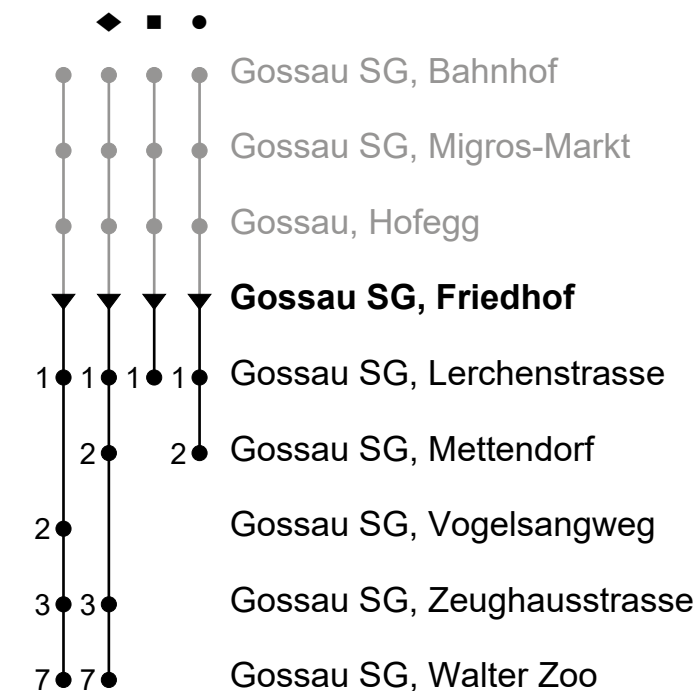 Gossau SG, Bahnhof
Gossau SG, Migros-Markt
Gossau, Hofegg
Gossau SG, Friedhof
1 1 1 1 Gossau SG, Lerchenstrasse
2 2 Gossau SG, Mettendorf
2 Gossau SG, Vogelsangweg
3 3 Gossau SG, Zeughausstrasse
7 7 Gossau SG, Walter Zoo